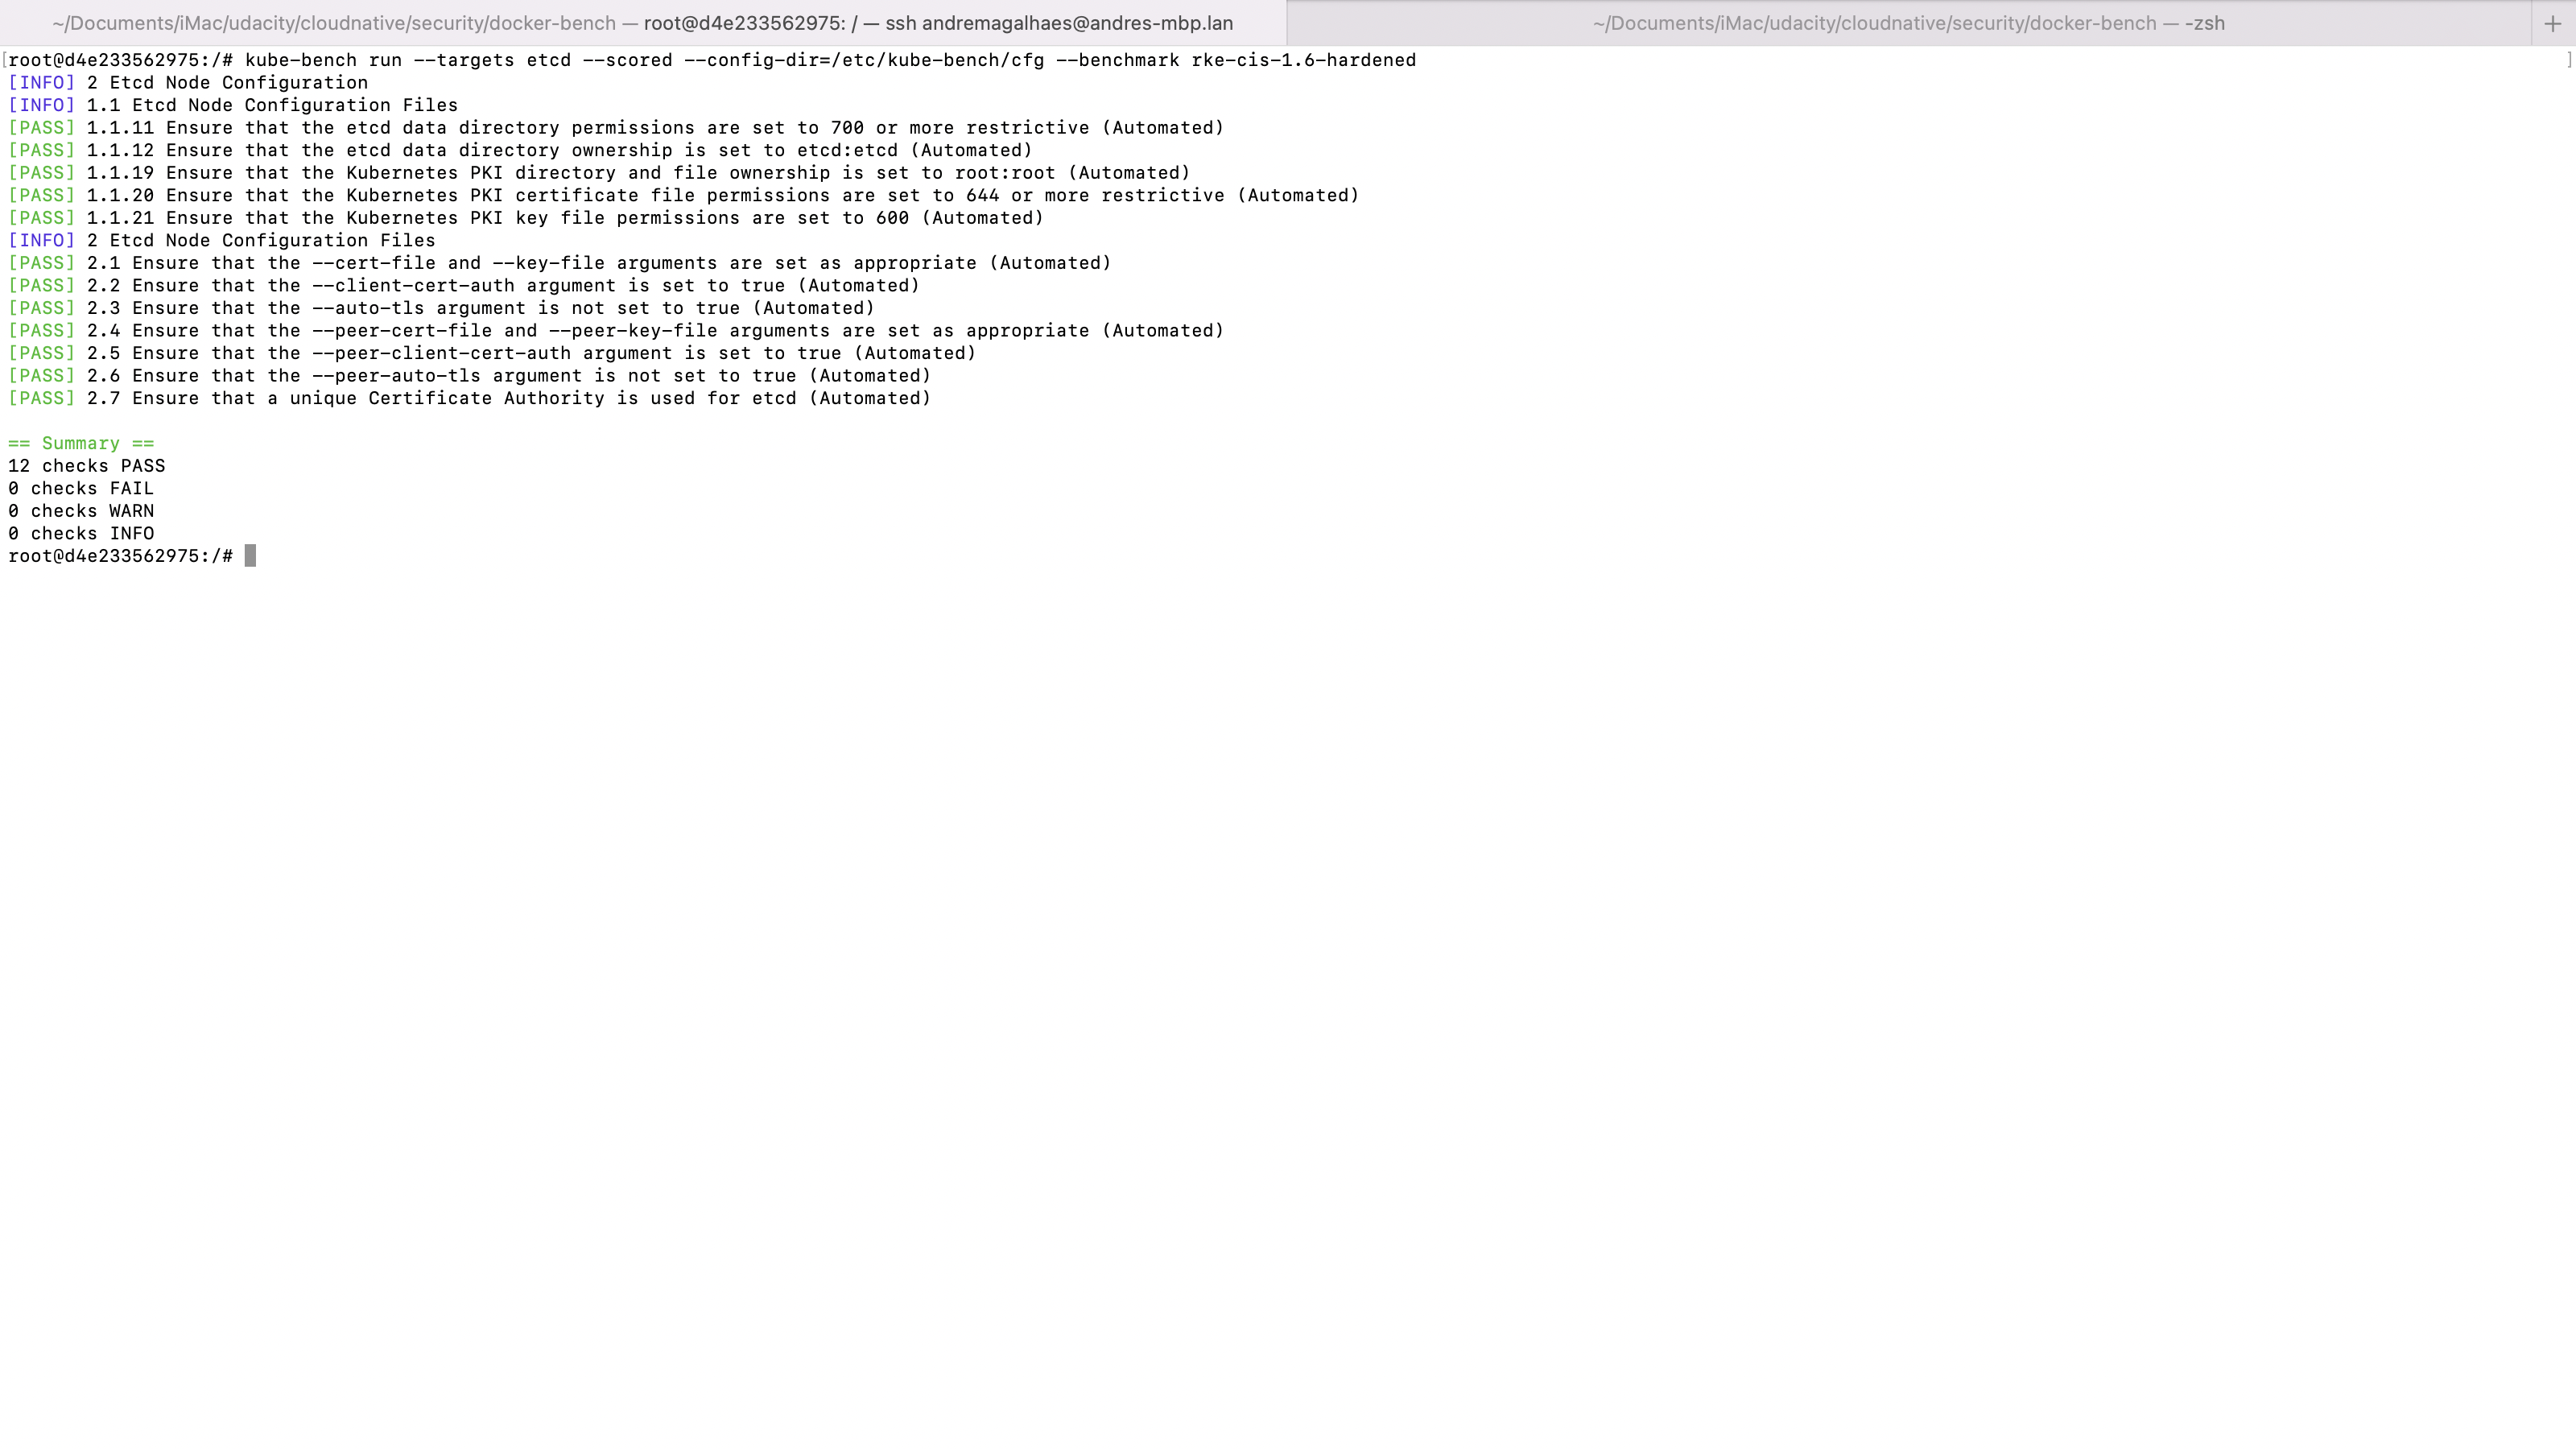 ~/Documents/iMac/udacity/cloudnative/security/docker-bench — root@d4e233562975: / — ssh andremagalhaes@andres-mbp.lan
~/Documents/iMac/udacity/cloudnative/security/docker-bench — -zsh
+
[root@d4e233562975:/# kube-bench run --targets etcd --scored --config-dir=/etc/kube-bench/cfg --benchmark rke-cis-1.6-hardened ]
[INFO] 2 Etcd Node Configuration
[INFO] 1.1 Etcd Node Configuration Files
[PASS] 1.1.11 Ensure that the etcd data directory permissions are set to 700 or more restrictive (Automated)
[PASS] 1.1.12 Ensure that the etcd data directory ownership is set to etcd:etcd (Automated)
[PASS] 1.1.19 Ensure that the Kubernetes PKI directory and file ownership is set to root:root (Automated)
[PASS] 1.1.20 Ensure that the Kubernetes PKI certificate file permissions are set to 644 or more restrictive (Automated)
[PASS] 1.1.21 Ensure that the Kubernetes PKI key file permissions are set to 600 (Automated)
[INFO] 2 Etcd Node Configuration Files
[PASS] 2.1 Ensure that the --cert-file and --key-file arguments are set as appropriate (Automated)
[PASS] 2.2 Ensure that the --client-cert-auth argument is set to true (Automated)
[PASS] 2.3 Ensure that the --auto-tls argument is not set to true (Automated)
[PASS] 2.4 Ensure that the --peer-cert-file and --peer-key-file arguments are set as appropriate (Automated)
[PASS] 2.5 Ensure that the --peer-client-cert-auth argument is set to true (Automated)
[PASS] 2.6 Ensure that the --peer-auto-tls argument is not set to true (Automated)
[PASS] 2.7 Ensure that a unique Certificate Authority is used for etcd (Automated)
== Summary ==
12 checks PASS
0 checks FAIL
0 checks WARN
0 checks INFO
root@d4e233562975:/#